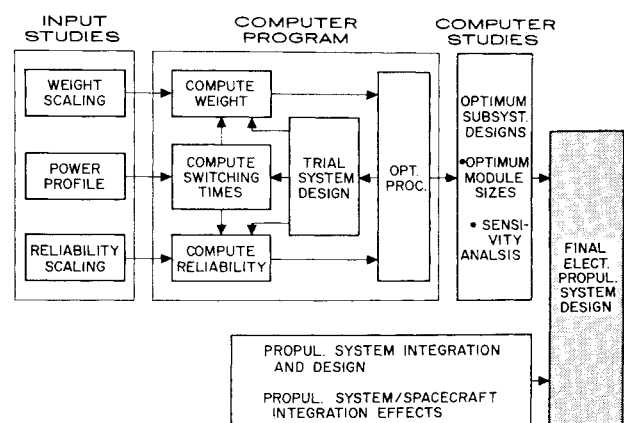 INPUT
STUDIES
COMPUTER
PROGRAM
COMPUTER
STUDIES
WEIGHT
SCALING
POWER
PROFILE
RELIABILITY
SCALING
COMPUTE
WEIGHT
COMPUTE
SWITCHING
TIMES
COMPUTE
RELIABILITY
TRIAL
SYSTEM
DESIGN
OPT.
PROC.
OPTIMUM
SUBSYST.
DESIGNS
•OPTIMUM
MODULE
SIZES
• SENSI-
VITY
ANALSIS
FINAL
ELECT.
PROPUL.
SYSTEM
DESIGN
PROPUL. SYSTEM INTEGRATION
AND DESIGN
PROPUL. SYSTEM/SPACECRAFT
INTEGRATION EFFECTS